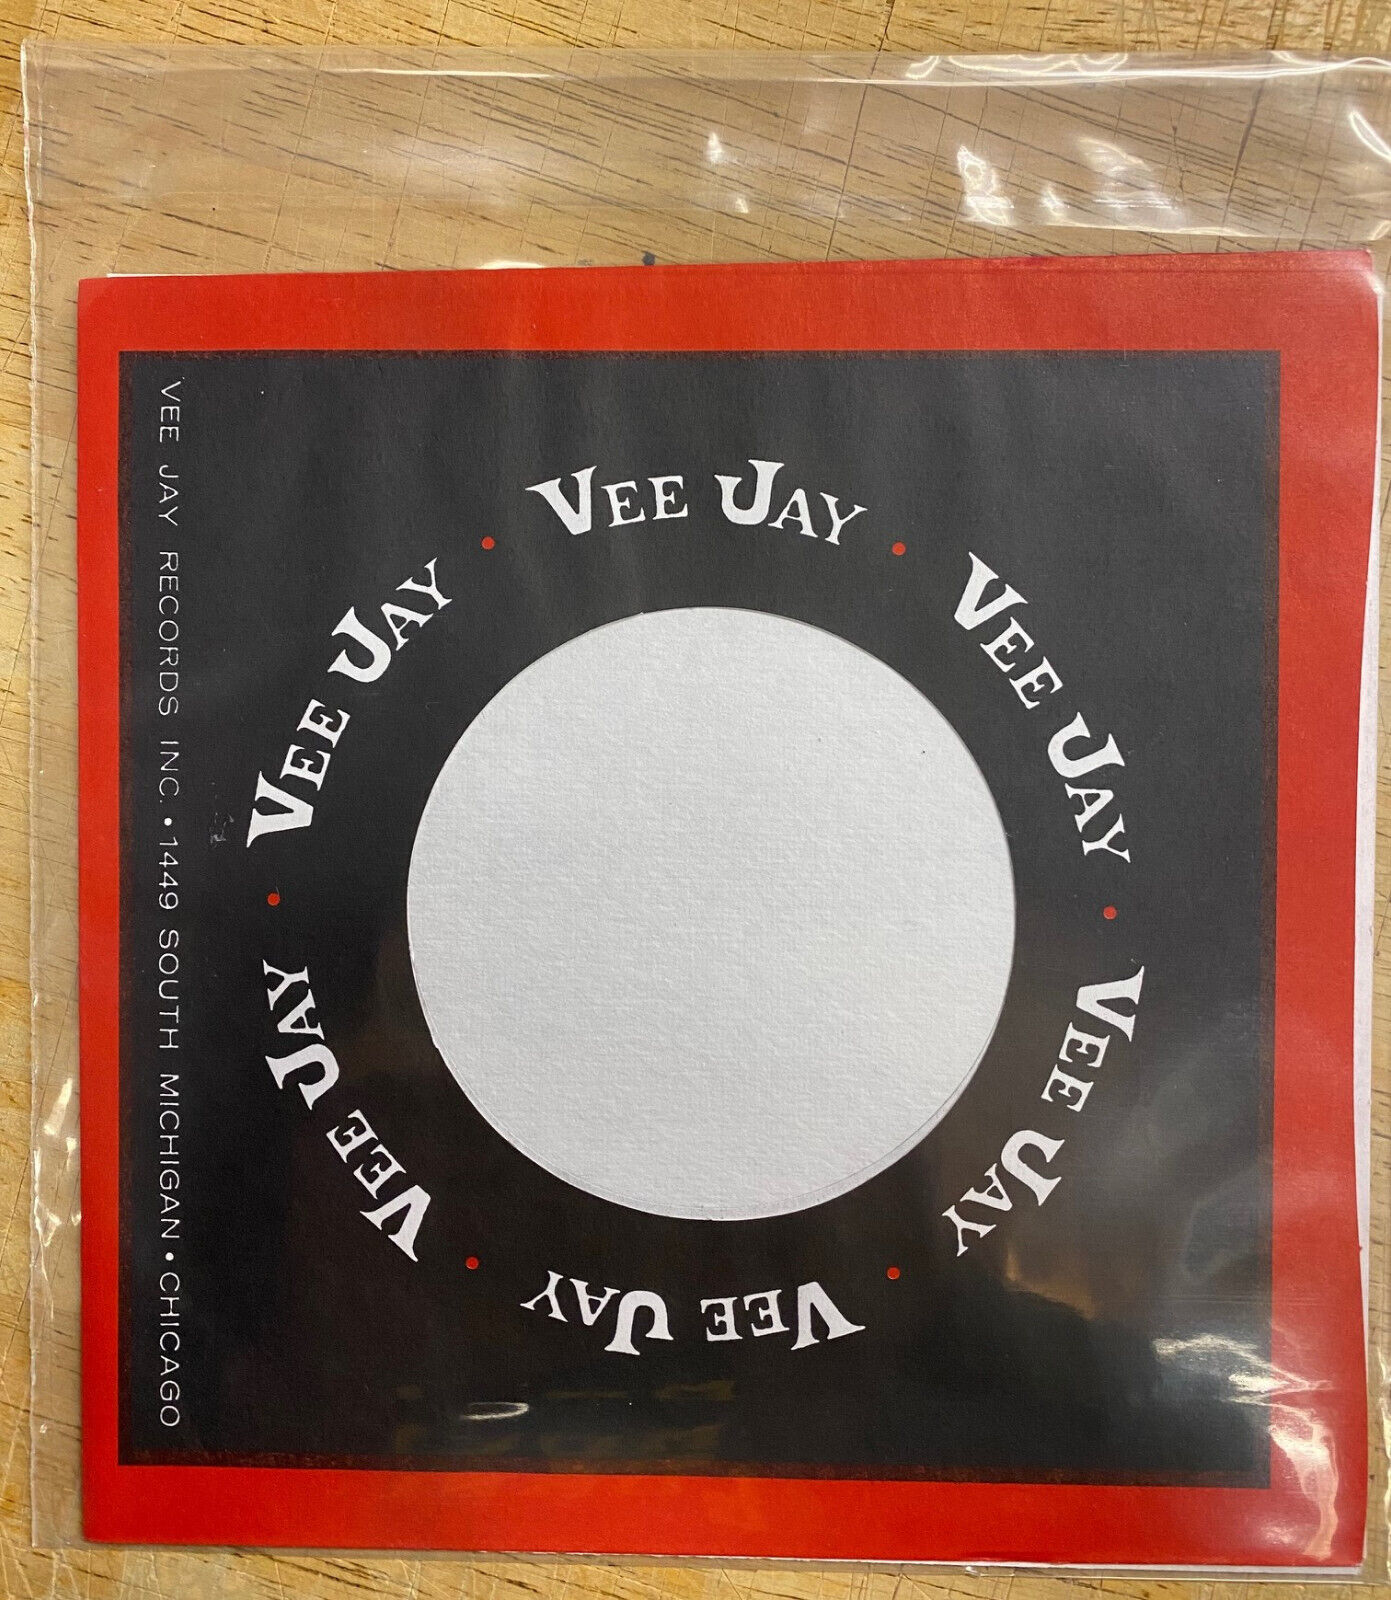 VEE JAY • VEE JAY • VEE JAY • VEE JAY • VEE JAY • VEE JAY •
VEE JAY RECORDS INC. • 1449 SOUTH MICHIGAN • CHICAGO